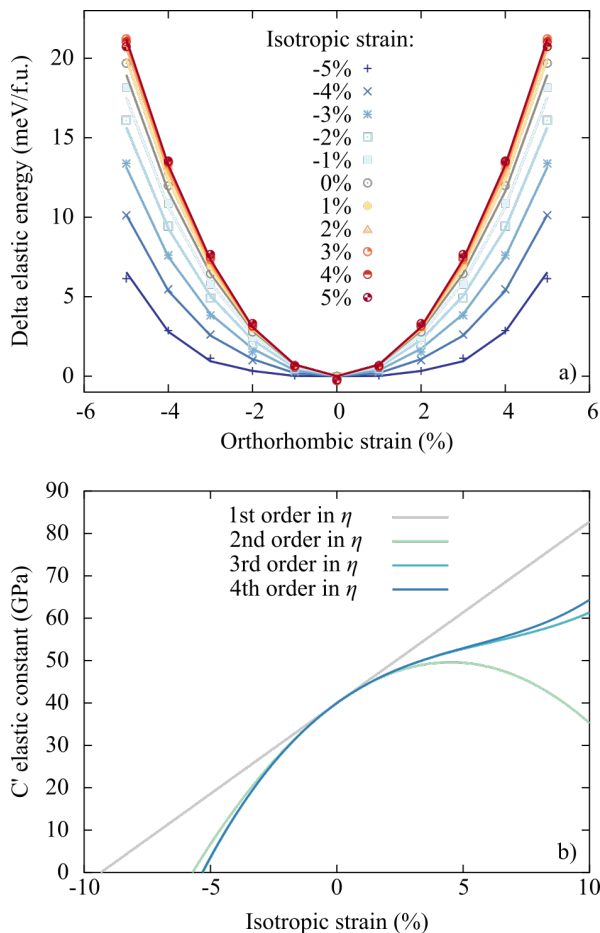 Delta elastic energy (meV/f.u.)
20
15
10
5
0
Isotropic strain:
-5%
-4%
-3%
-2%
-1%
0%
1%
2%
3%
4%
5%
a)
-6 -4 -2 0 2 4 6
Orthorhombic strain (%)
C' elastic constant (GPa)
90
80
70
60
50
40
30
20
10
0
1st order in η
2nd order in η
3rd order in η
4th order in η
b)
-10 -5 0 5 10
Isotropic strain (%)